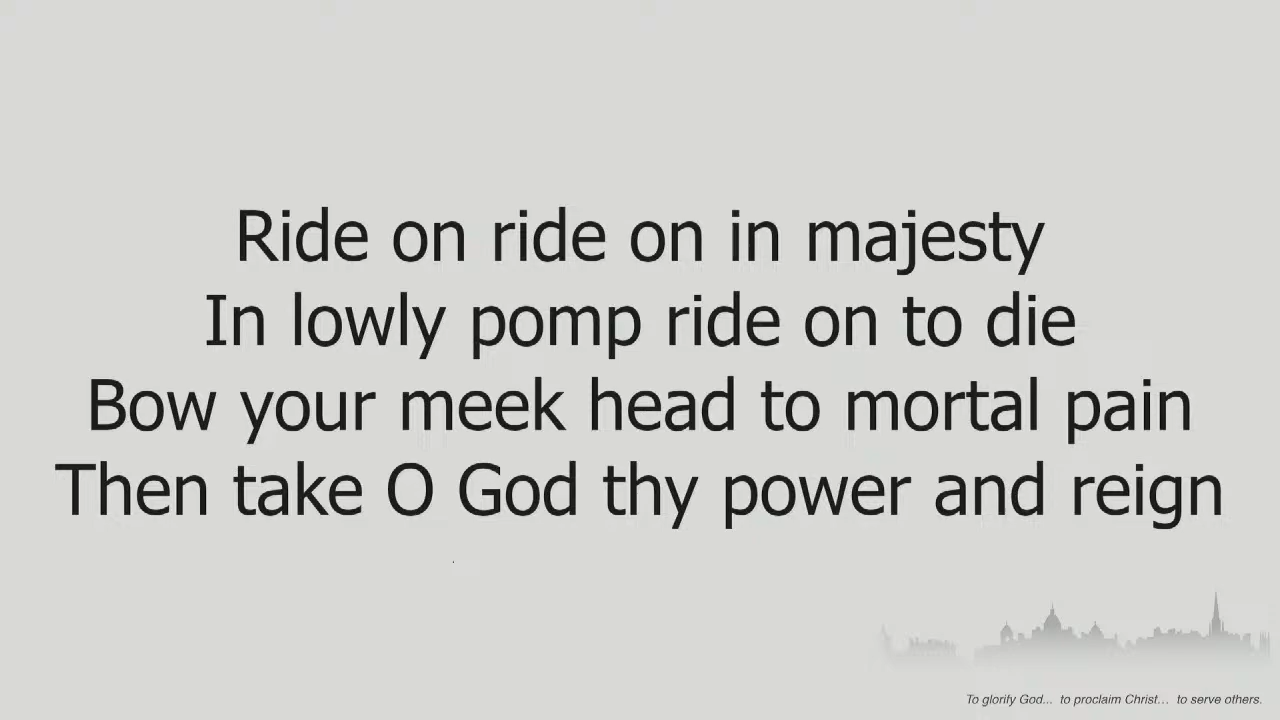 Ride on ride on in majesty
In lowly pomp ride on to die
Bow your meek head to mortal pain
Then take O God thy power and reign
To glorify God... to proclaim Christ... to serve others.